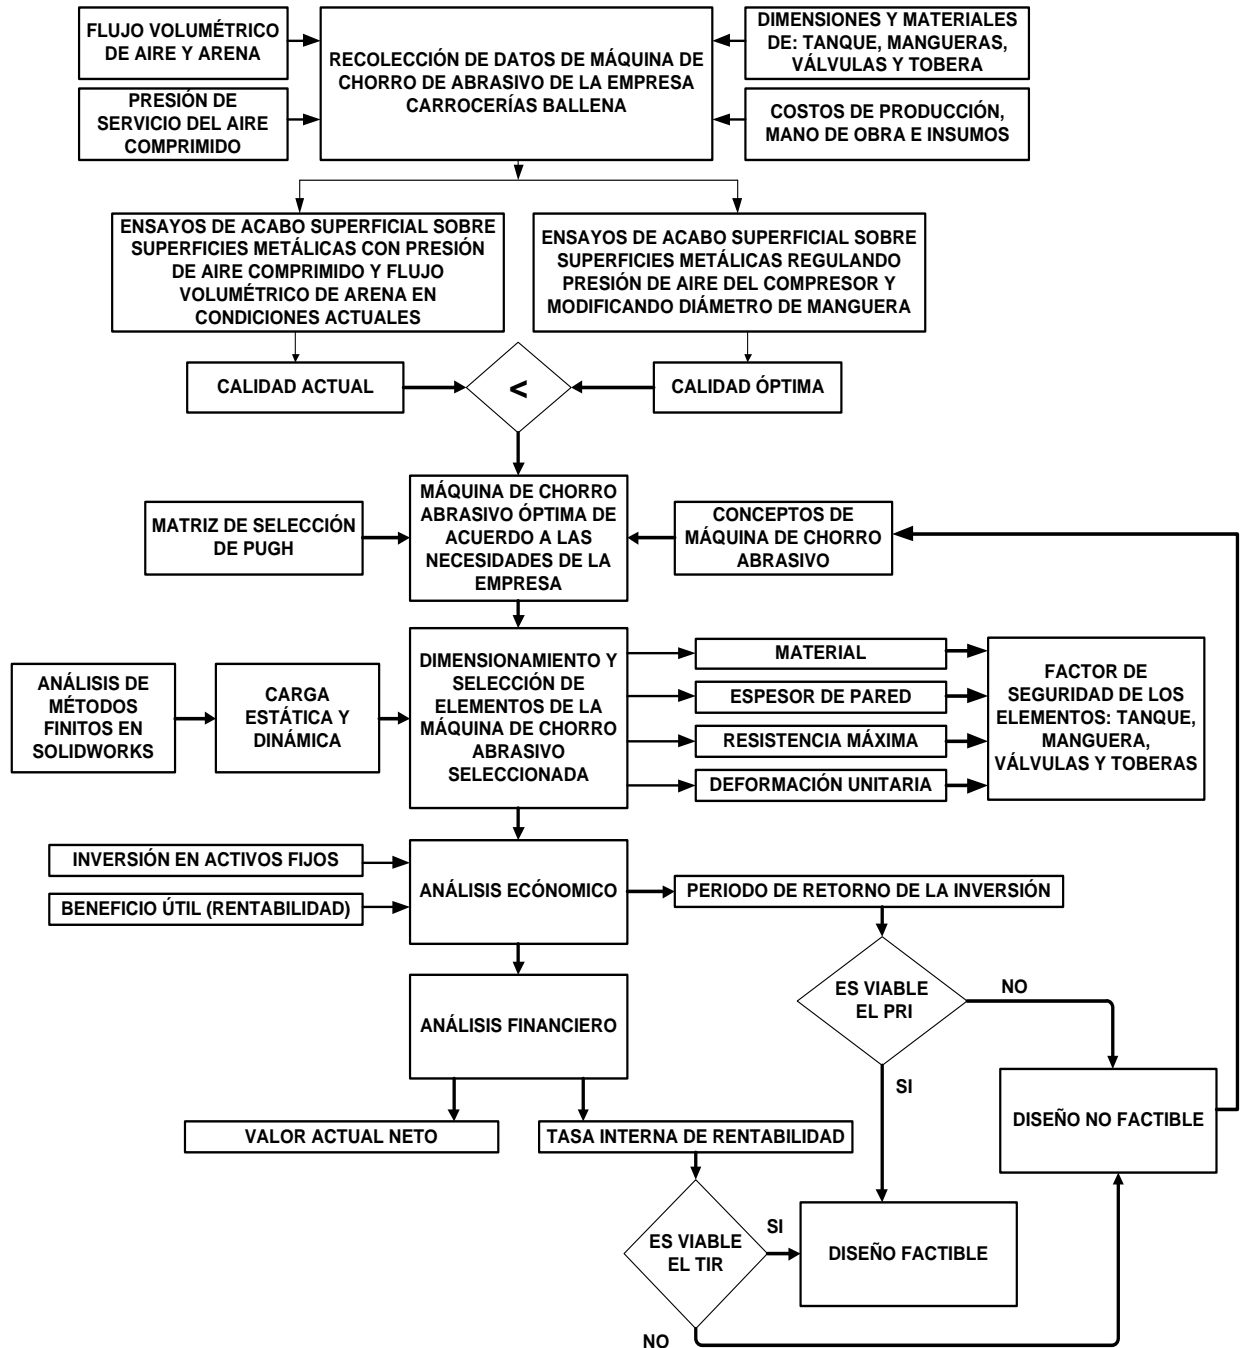 FLUJO VOLUMÉTRICO
DE AIRE Y ARENA
PRESIÓN DE
SERVICIO DEL AIRE
COMPRIMIDO
RECOLECCIÓN DE DATOS DE MÁQUINA DE
CHORRO DE ABRASIVO DE LA EMPRESA
CARROCERÍAS BALLENA
DIMENSIONES Y MATERIALES
DE: TANQUE, MANGUERAS,
VÁLVULAS Y TOBERA
COSTOS DE PRODUCCIÓN,
MANO DE OBRA E INSUMOS
ENSAYOS DE ACABO SUPERFICIAL SOBRE
SUPERFICIES METÁLICAS CON PRESIÓN
DE AIRE COMPRIMIDO Y FLUJO
VOLUMÉTRICO DE ARENA EN
CONDICIONES ACTUALES
ENSAYOS DE ACABO SUPERFICIAL SOBRE
SUPERFICIES METÁLICAS REGULANDO
PRESIÓN DE AIRE DEL COMPRESOR Y
MODIFICANDO DIÁMETRO DE MANGUERA
CALIDAD ACTUAL
<
CALIDAD ÓPTIMA
MATRIZ DE SELECCIÓN
DE PUGH
MÁQUINA DE CHORRO
ABRASIVO ÓPTIMA DE
ACUERDO A LAS
NECESIDADES DE LA
EMPRESA
CONCEPTOS DE
MÁQUINA DE CHORRO
ABRASIVO
ANÁLISIS DE
MÉTODOS
FINITOS EN
SOLIDWORKS
CARGA
ESTÁTICA Y
DINÁMICA
DIMENSIONAMIENTO Y
SELECCIÓN DE
ELEMENTOS DE LA
MÁQUINA DE CHORRO
ABRASIVO
SELECCIONADA
MATERIAL
ESPESOR DE PARED
RESISTENCIA MÁXIMA
DEFORMACIÓN UNITARIA
FACTOR DE
SEGURIDAD DE LOS
ELEMENTOS: TANQUE,
MANGUERA,
VÁLVULAS Y TOBERAS
INVERSIÓN EN ACTIVOS FIJOS
BENEFICIO ÚTIL (RENTABILIDAD)
ANÁLISIS ECÓNOMICO
PERIODO DE RETORNO DE LA INVERSIÓN
ES VIABLE
EL PRI
NO
SI
ANÁLISIS FINANCIERO
VALOR ACTUAL NETO
TASA INTERNA DE RENTABILIDAD
DISEÑO NO FACTIBLE
ES VIABLE
EL TIR
SI
DISEÑO FACTIBLE
NO